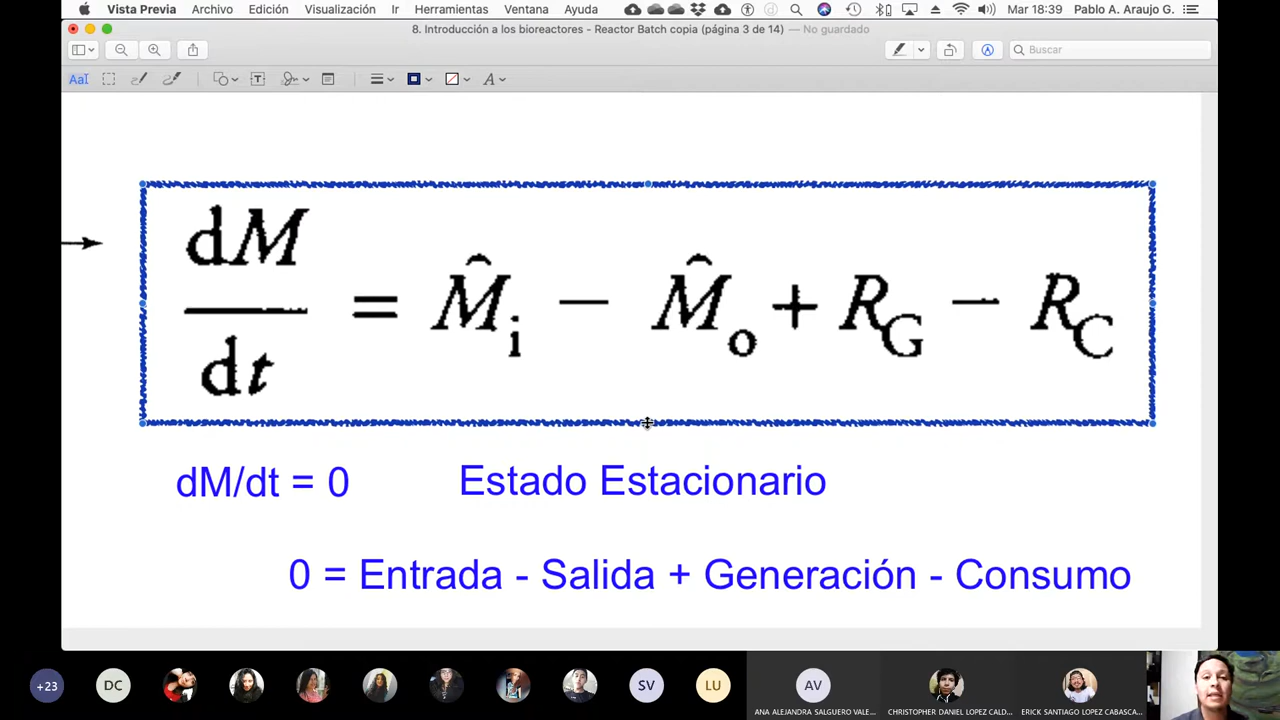 Vista Previa Archivo Edición Visualización Ir Herramientas Ventana Ayuda Mar 18:39 Pablo A. Araujo G.
8. Introducción a los bioreactores - Reactor Batch copia (página 3 de 14) — No guardado
Buscar
dM/dt = M̂i − M̂o + RG − RC
dM/dt = 0 Estado Estacionario
0 = Entrada - Salida + Generación - Consumo
+23 DC SV LU AV
ANA ALEJANDRA SALGUERO VALE... CHRISTOPHER DANIEL LOPEZ CALD... ERICK SANTIAGO LOPEZ CABASCA...